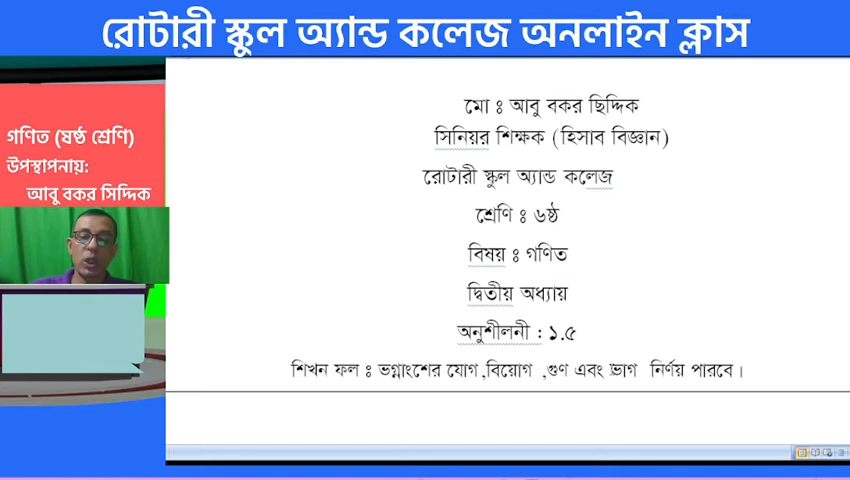 রোটারী স্কুল অ্যান্ড কলেজ অনলাইন ক্লাস
গণিত (ষষ্ঠ শ্রেণি)
উপস্থাপনায়:
আবু বকর সিদ্দিক
মো ঃ আবু বকর ছিদ্দিক
সিনিয়র শিক্ষক (হিসাব বিজ্ঞান)
রোটারী স্কুল অ্যান্ড কলেজ
শ্রেণি ঃ ৬ষ্ঠ
বিষয় ঃ গণিত
দ্বিতীয় অধ্যায়
অনুশীলনী : ১.৫
শিখন ফল ঃ ভগ্নাংশের যোগ ,বিয়োগ ,গুণ এবং ভাগ নির্ণয় পারবে।